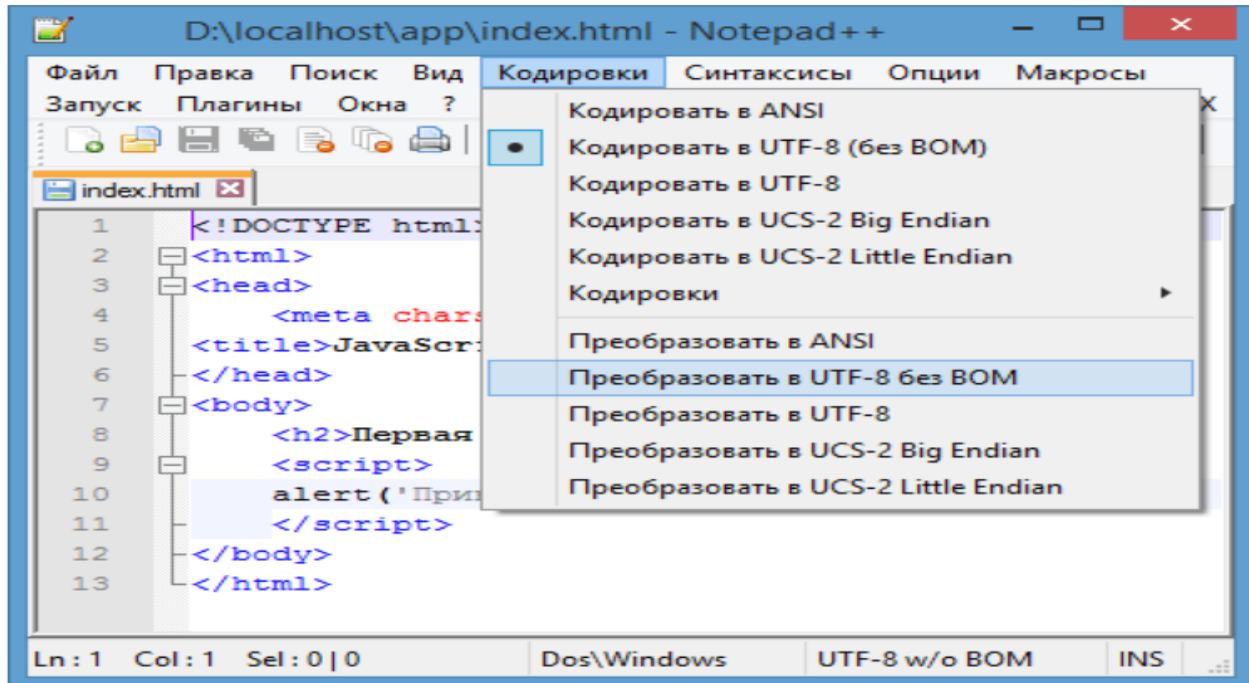 D:\localhost\app\index.html - Notepad++
Файл Правка Поиск Вид Кодировки Синтаксисы Опции Макросы
Запуск Плагины Окна ? X
Кодировать в ANSI
Кодировать в UTF-8 (без BOM)
Кодировать в UTF-8
Кодировать в UCS-2 Big Endian
Кодировать в UCS-2 Little Endian
Кодировки
Преобразовать в ANSI
Преобразовать в UTF-8 без BOM
Преобразовать в UTF-8
Преобразовать в UCS-2 Big Endian
Преобразовать в UCS-2 Little Endian
index.html
1 <!DOCTYPE html>
2 <html>
3 <head>
4 <meta chars
5 <title>JavaScri
6 </head>
7 <body>
8 <h2>Первая
9 <script>
10 alert('При
11 </script>
12 </body>
13 </html>
Ln : 1 Col : 1 Sel : 0 | 0 Dos\Windows UTF-8 w/o BOM INS